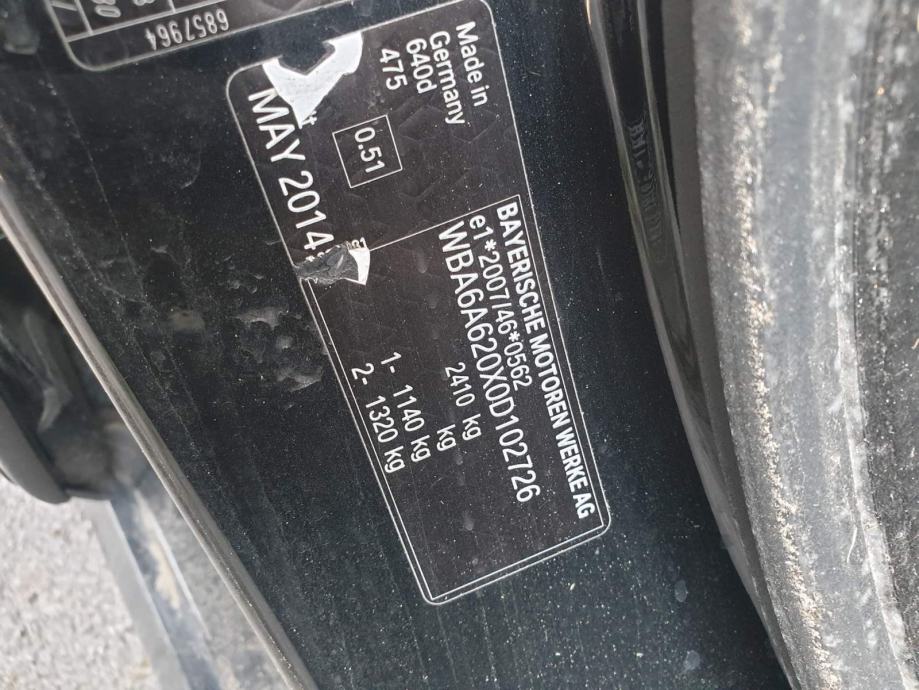 6857964
BAYERISCHE MOTOREN WERKE AG
e1*2007/46*0562
WBA6A620X0D102726
2410 kg
kg
1- 1140 kg
2- 1320 kg
Made in
Germany
640d
475
0.51
MAY 2014